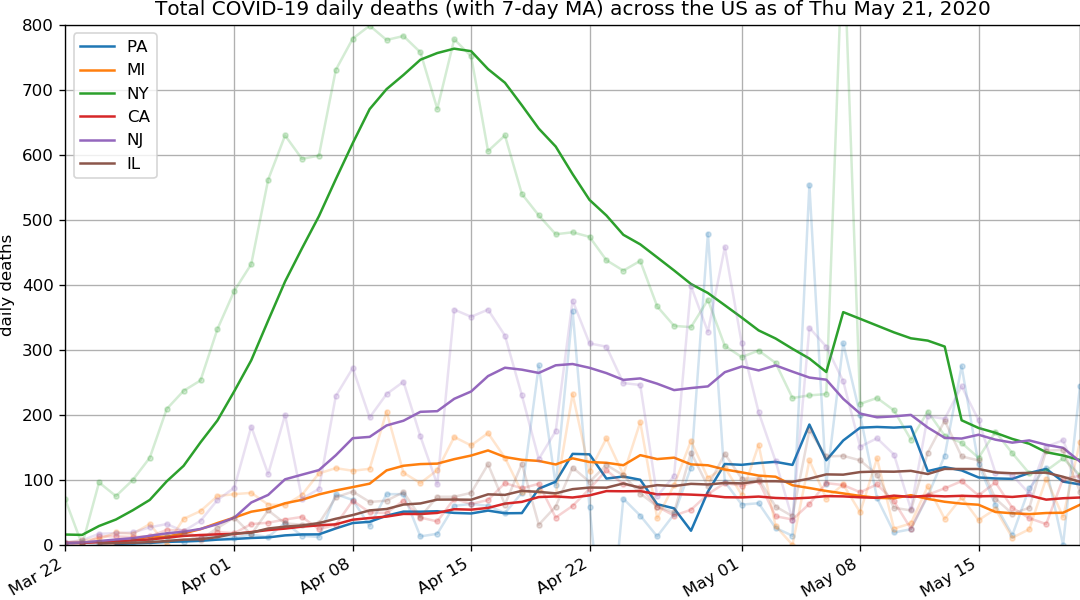 Total COVID-19 daily deaths (with 7-day MA) across the US as of Thu May 21, 2020
800
700
600
500
400
300
200
100
0
daily deaths
PA
MI
NY
CA
NJ
IL
Mar 22
Apr 01
Apr 08
Apr 15
Apr 22
May 01
May 08
May 15